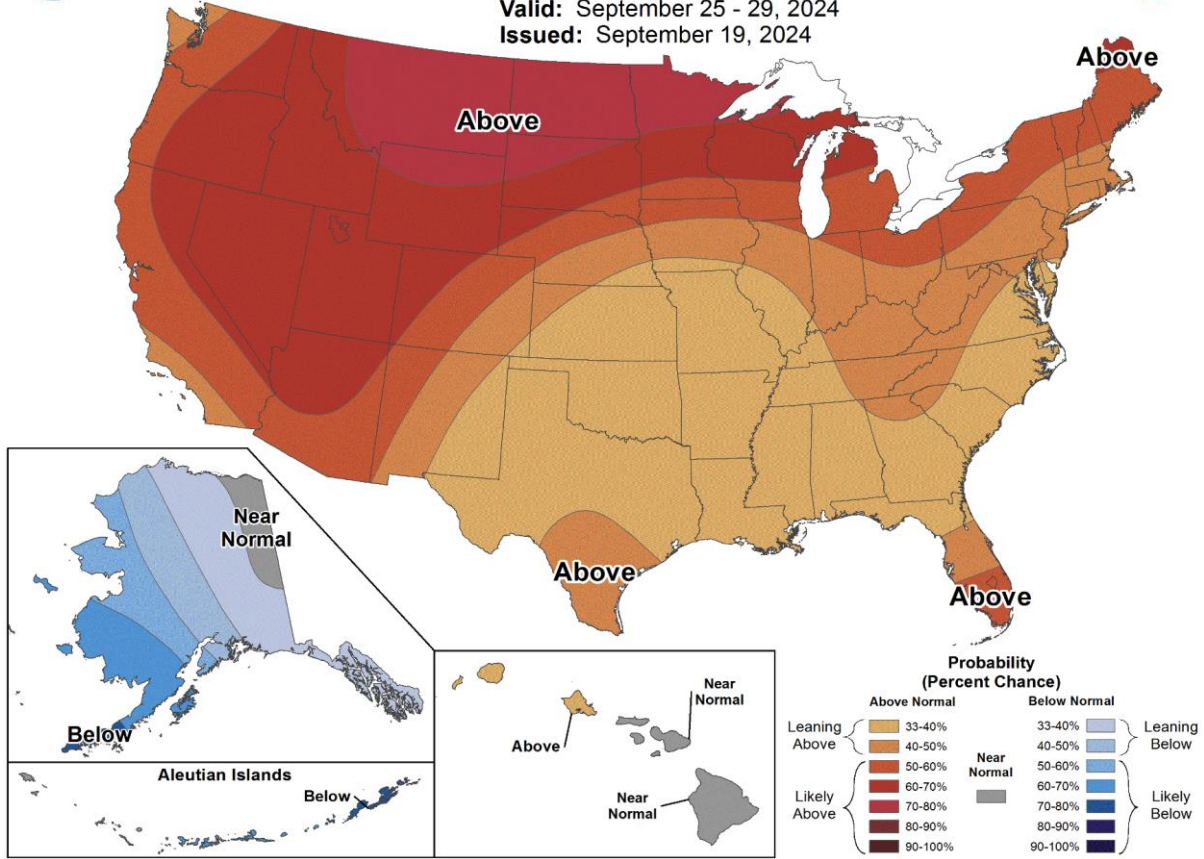 Valid: September 25 - 29, 2024
Issued: September 19, 2024
Above
Above
Near
Normal
Above
Above
Below
Aleutian Islands
Below
Near
Normal
Above
Near
Normal
Probability
(Percent Chance)
Above Normal
Below Normal
Leaning
Above
33-40%
40-50%
Likely
Above
50-60%
60-70%
70-80%
80-90%
90-100%
Near
Normal
33-40%
40-50%
Leaning
Below
50-60%
60-70%
70-80%
80-90%
90-100%
Likely
Below